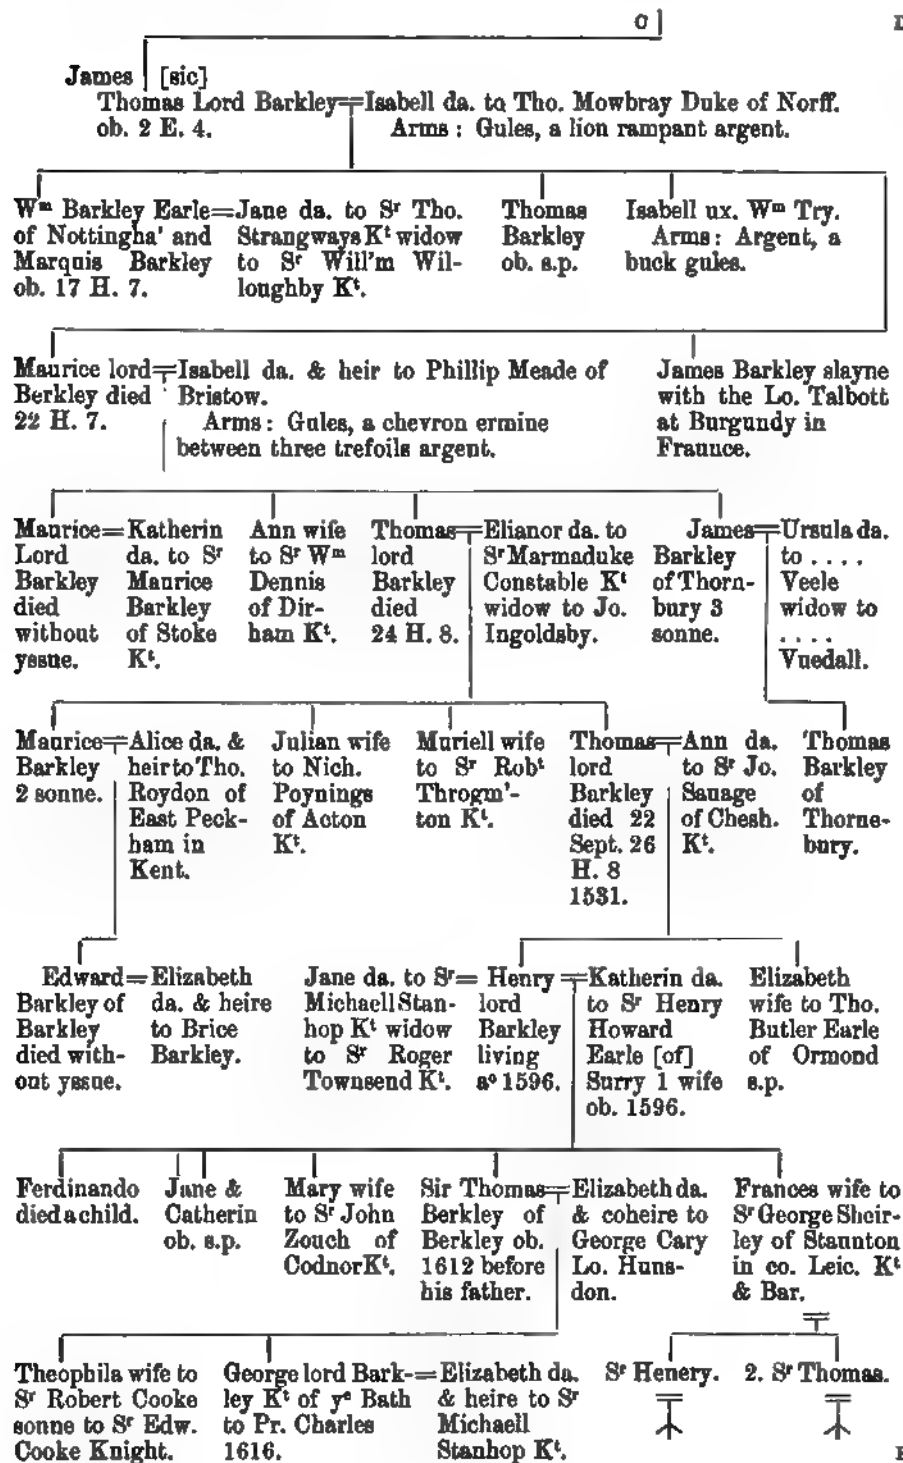 O
James [sic]
Thomas Lord Barkley=Isabell da. to Tho. Mowbray Duke of Norff.
ob. 2 E. 4.
Arms: Gules, a lion rampant argent.
Wᵐ Barkley Earle=
of Nottingha' and
Marquis Barkley
ob. 17 H. 7.
Jane da. to Sʳ Tho.
Strangways Kᵗ widow
to Sʳ Will'm Wil-
loughby Kᵗ.
Thomas
Barkley
ob. s.p.
Isabell ux. Wᵐ Try.
Arms: Argent, a
buck gules.
Maurice lord=
Berkley died
22 H. 7.
Isabell da. & heir to Phillip Meade of
Bristow.
Arms: Gules, a chevron ermine
between three trefoils argent.
James Barkley slayne
with the Lo. Talbott
at Burgundy in
Fraunce.
Maurice=
Lord
Barkley
died
without
yssue.
Katherin
da. to Sʳ
Maurice
Barkley
of Stoke
Kᵗ.
Ann wife
to Sʳ Wᵐ
Dennis
of Dir-
ham Kᵗ.
Thomas=
lord
Barkley
died
24 H. 8.
Elianor da. to
Sʳ Marmaduke
Constable Kᵗ
widow to Jo.
Ingoldsby.
James=
Barkley
of Thorn-
bury 3
sonne.
Ursula da.
to ....
Veele
widow to
....
Vuedall.
Maurice=
Barkley
2 sonne.
Alice da. &
heir to Tho.
Roydon of
East Peck-
ham in
Kent.
Julian wife
to Nich.
Poynings
of Acton
Kᵗ.
Muriell wife
to Sʳ Robᵗ
Throgm'-
ton Kᵗ.
Thomas=
lord
Barkley
died 22
Sept. 26
H. 8
1531.
Ann da.
to Sʳ Jo.
Sauage
of Chesh.
Kᵗ.
Thomas
Barkley
of
Thorne-
bury.
Edward=
Barkley of
Barkley
died with-
out yssue.
Elizabeth
da. & heire
to Brice
Barkley.
Jane da. to Sʳ=
Michaell Stan-
hop Kᵗ widow
to Sʳ Roger
Townsend Kᵗ.
Henry=
lord
Barkley
living
aᵒ 1596.
Katherin da.
to Sʳ Henry
Howard
Earle [of]
Surry 1 wife
ob. 1596.
Elizabeth
wife to Tho.
Butler Earle
of Ormond
s.p.
Ferdinando
died a child.
Jane &
Catherin
ob. s.p.
Mary wife
to Sʳ John
Zouch of
Codnor Kᵗ.
Sir Thomas=
Berkley of
Berkley ob.
1612 before
his father.
Elizabeth da.
& coheire to
George Cary
Lo. Huns-
don.
Frances wife to
Sʳ George Sheir-
ley of Staunton
in co. Leic. Kᵗ
& Bar.
Theophila wife to
Sʳ Robert Cooke
sonne to Sʳ Edw.
Cooke Knight.
George lord Bark-=
ley Kᵗ of yᵉ Bath
to Pr. Charles
1616.
Elizabeth da.
& heire to Sʳ
Michaell
Stanhop Kᵗ.
Sʳ Henery.
2. Sʳ Thomas.